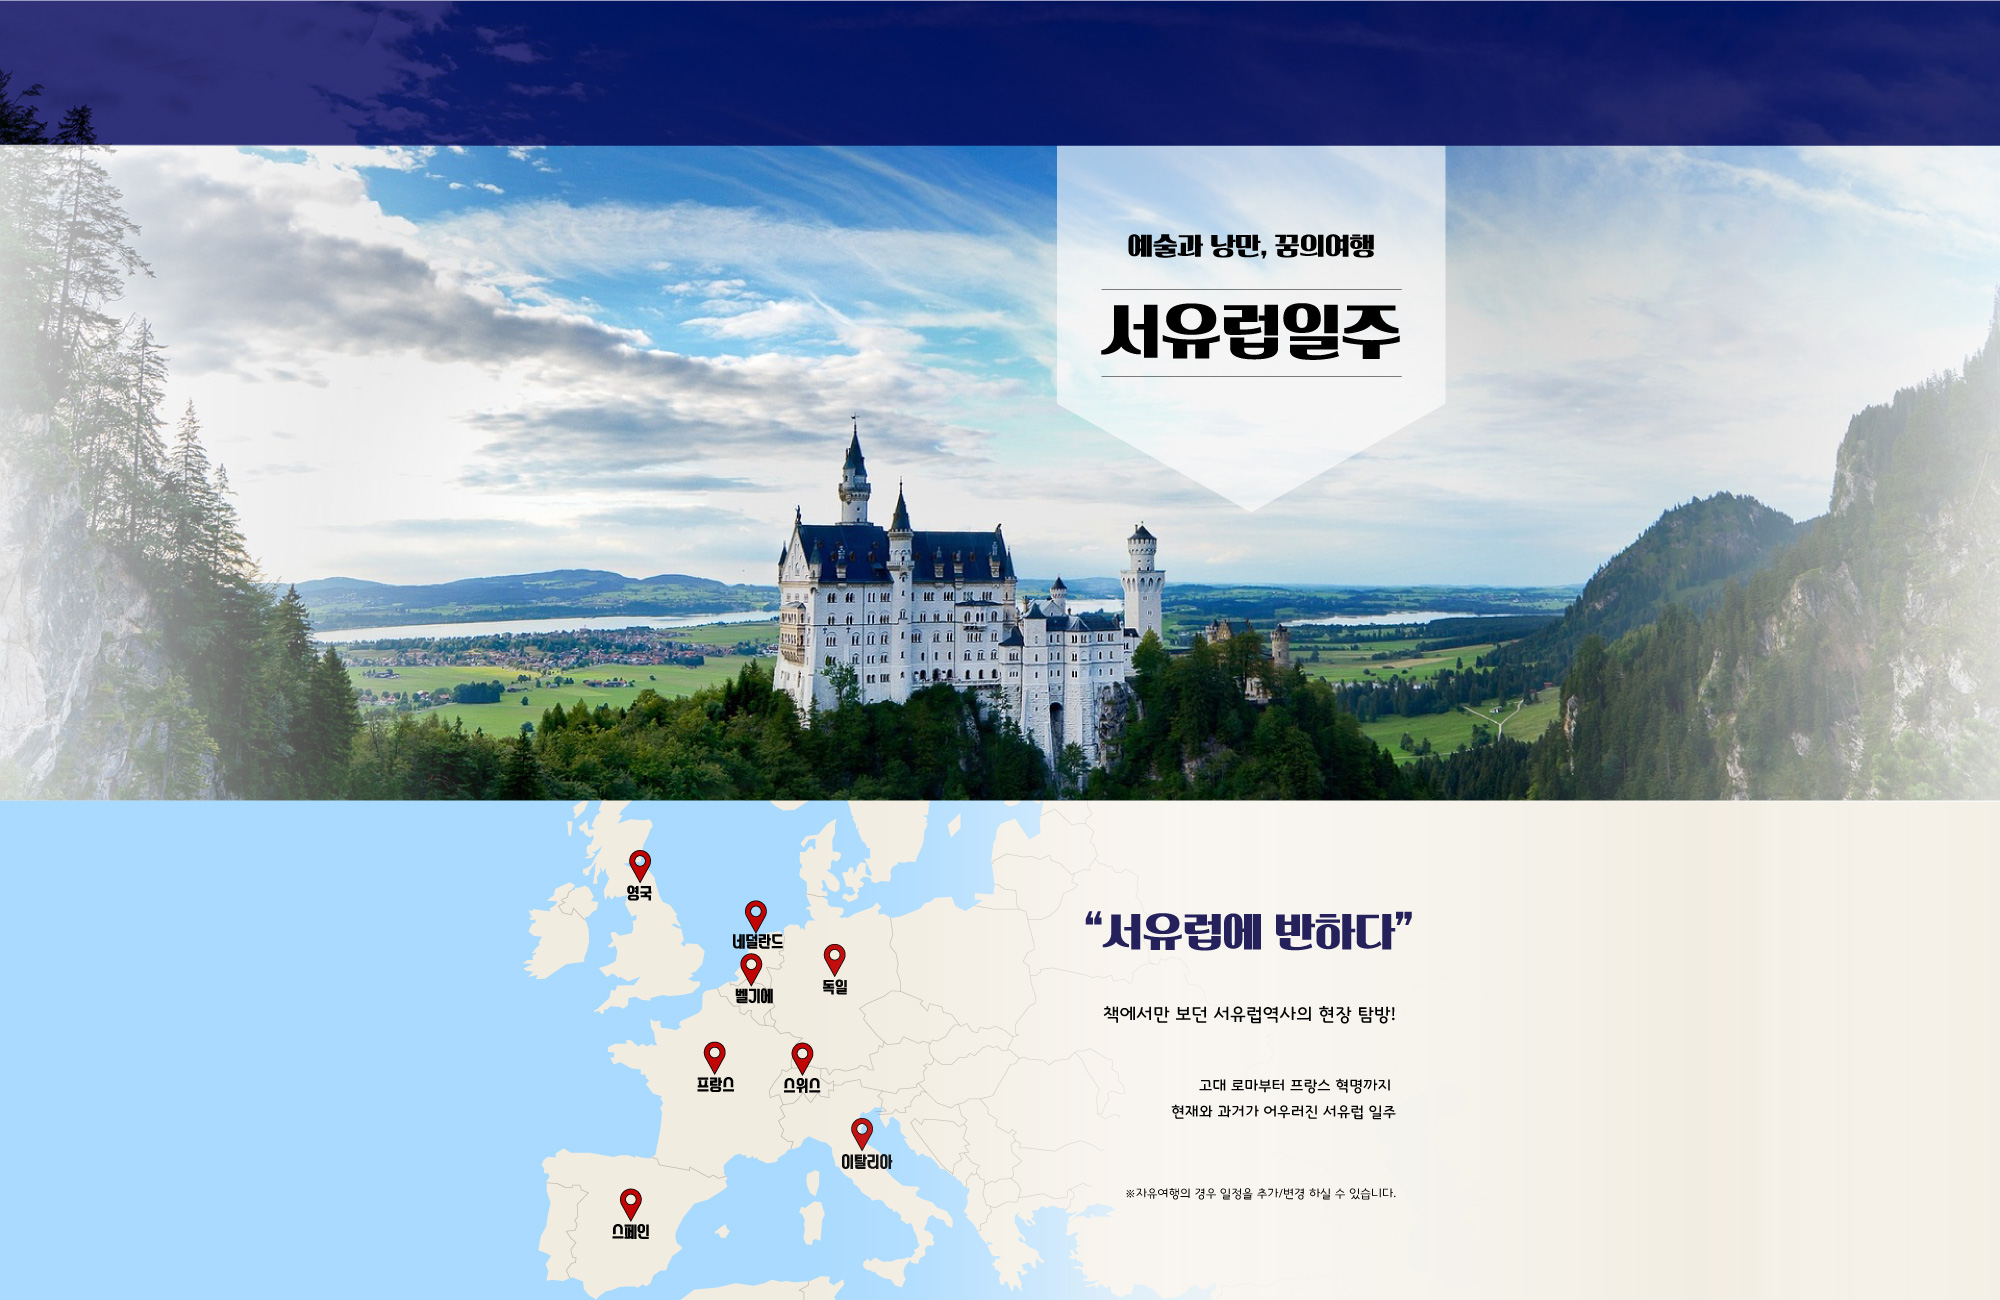 예술과 낭만, 꿈의여행
서유럽일주
영국
네덜란드
벨기에
독일
프랑스
스위스
이탈리아
스페인
“서유럽에 반하다”
책에서만 보던 서유럽역사의 현장 탐방!
고대 로마부터 프랑스 혁명까지
현재와 과거가 어우러진 서유럽 일주
※자유여행의 경우 일정을 추가/변경 하실 수 있습니다.